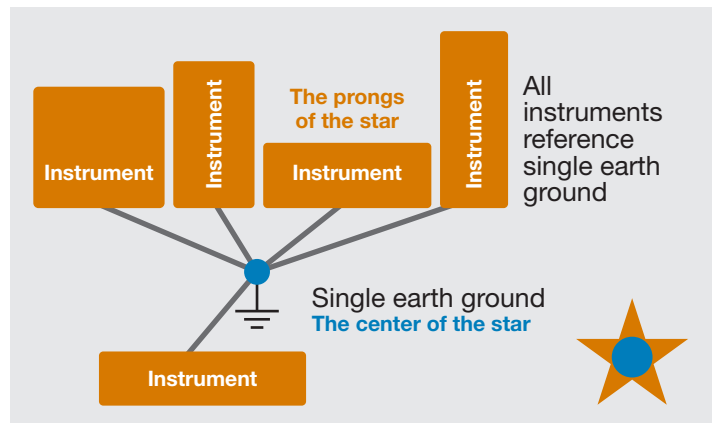 Instrument
Instrument
The prongs
of the star
Instrument
Instrument
All
instruments
reference
single earth
ground
Single earth ground
The center of the star
Instrument